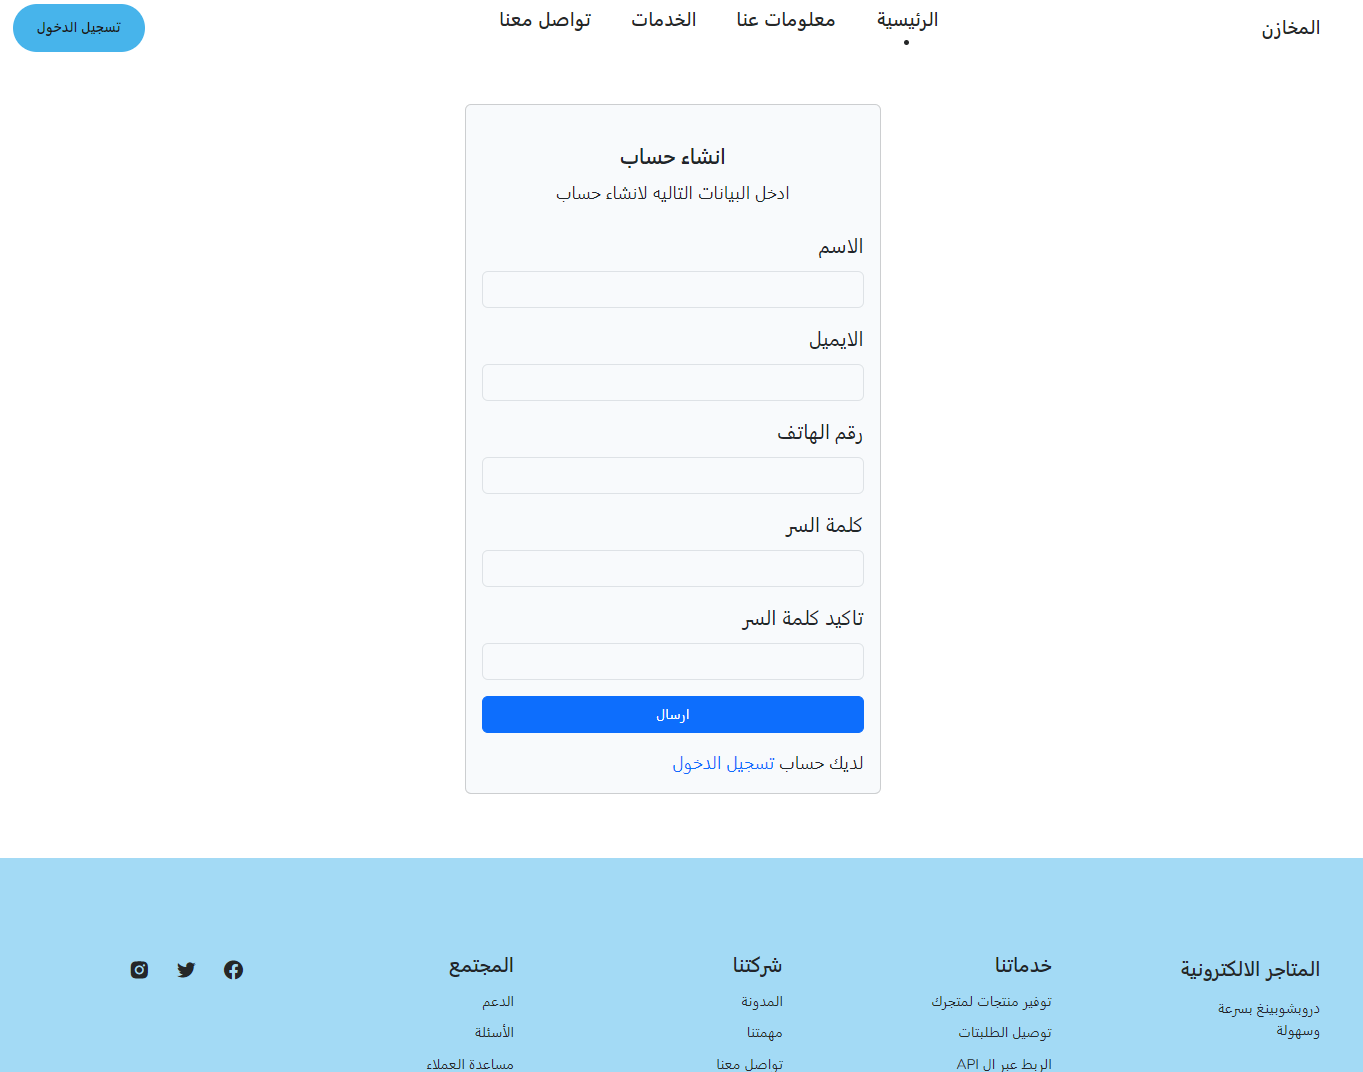 المخازن
الرئيسية
معلومات عنا
الخدمات
تواصل معنا
تسجيل الدخول
انشاء حساب
ادخل البيانات التاليه لانشاء حساب
الاسم
الايميل
رقم الهاتف
كلمة السر
تاكيد كلمة السر
ارسال
لديك حساب تسجيل الدخول
المتاجر الالكترونية
دروبشوبينغ بسرعة
وسهولة
خدماتنا
توفير منتجات لمتجرك
توصيل الطلبتات
الربط عبر ال API
شركتنا
المدونة
مهمتنا
تواصل معنا
المجتمع
الدعم
الأسئلة
مساعدة العملاء